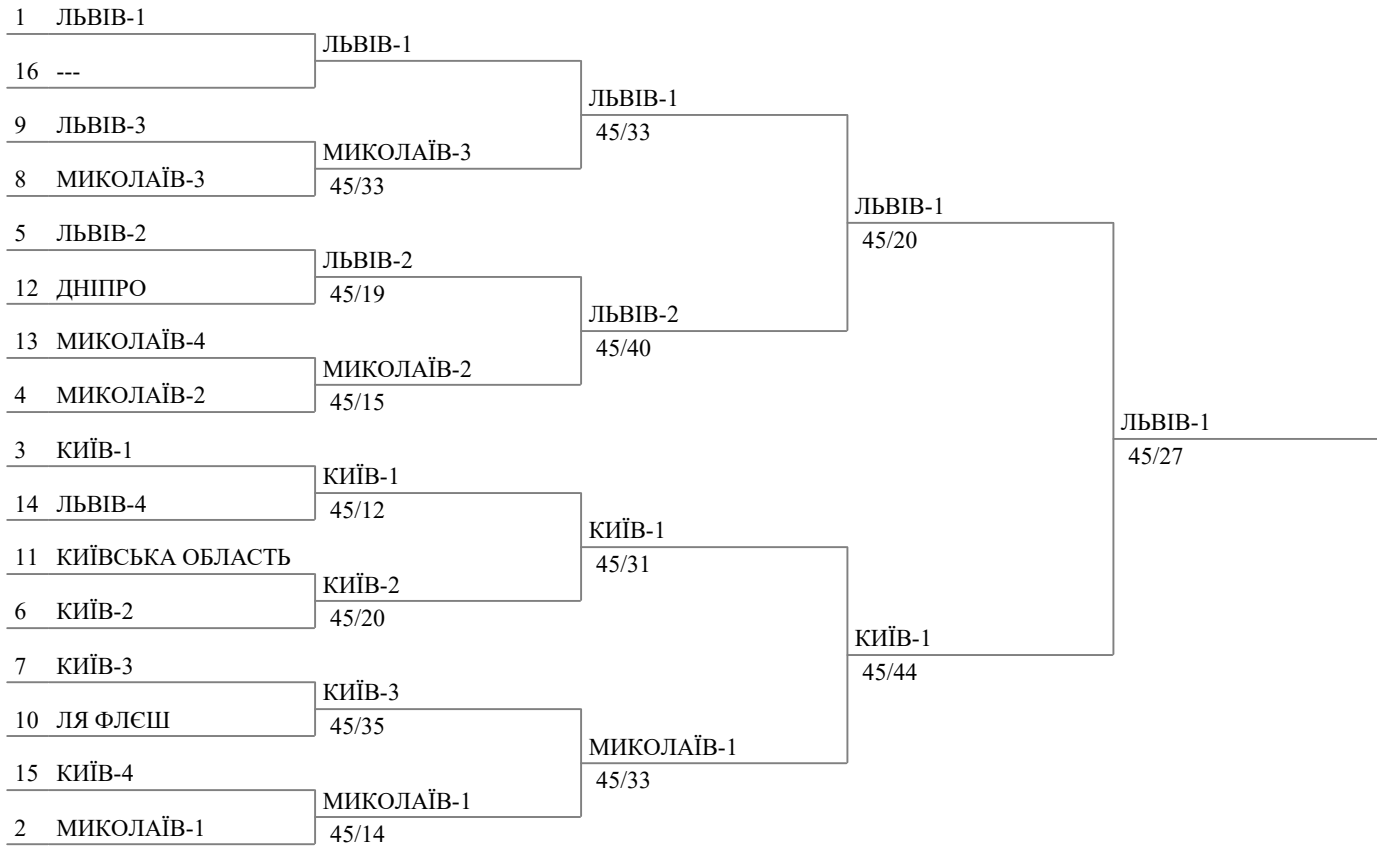 1 ЛЬВІВ-1
16 ---
9 ЛЬВІВ-3
8 МИКОЛАЇВ-3
5 ЛЬВІВ-2
12 ДНІПРО
13 МИКОЛАЇВ-4
4 МИКОЛАЇВ-2
3 КИЇВ-1
14 ЛЬВІВ-4
11 КИЇВСЬКА ОБЛАСТЬ
6 КИЇВ-2
7 КИЇВ-3
10 ЛЯ ФЛЄШ
15 КИЇВ-4
2 МИКОЛАЇВ-1
ЛЬВІВ-1
МИКОЛАЇВ-3
45/33
ЛЬВІВ-2
45/19
МИКОЛАЇВ-2
45/15
КИЇВ-1
45/12
КИЇВ-2
45/20
КИЇВ-3
45/35
МИКОЛАЇВ-1
45/14
ЛЬВІВ-1
45/33
ЛЬВІВ-2
45/40
КИЇВ-1
45/31
МИКОЛАЇВ-1
45/33
ЛЬВІВ-1
45/20
КИЇВ-1
45/44
ЛЬВІВ-1
45/27